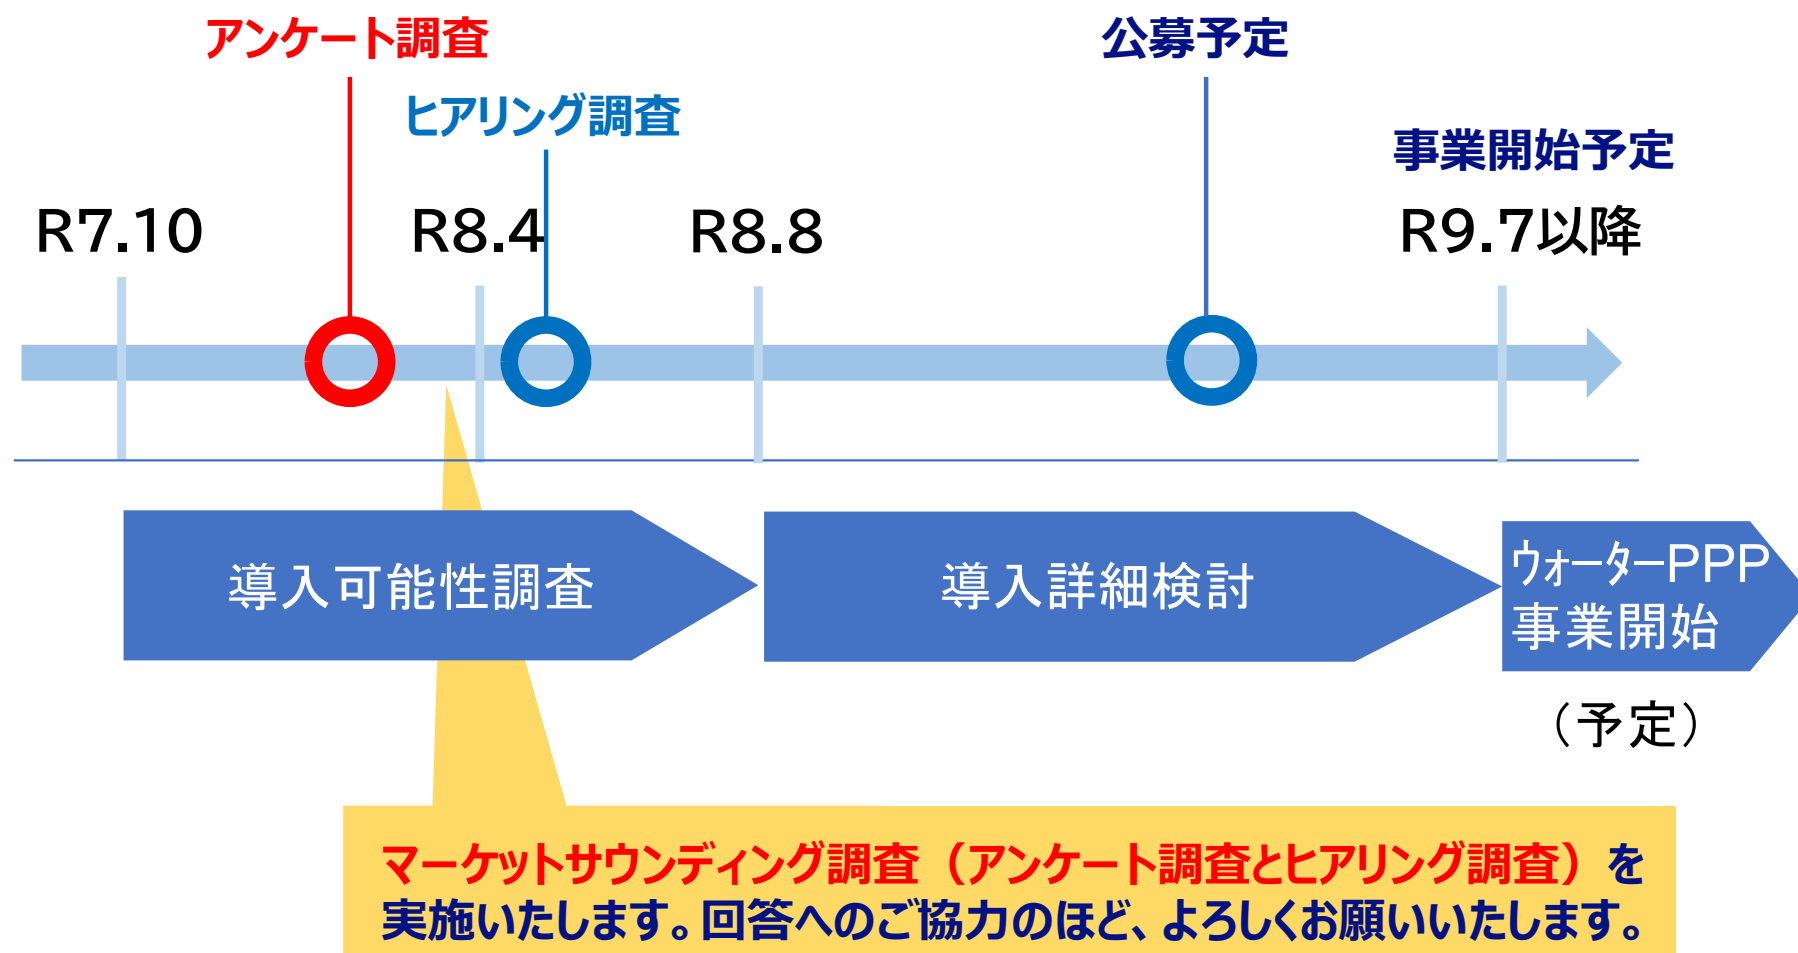 アンケート調査
公募予定
ヒアリング調査
事業開始予定
R7.10
R8.4
R8.8
R9.7以降
導入可能性調査
導入詳細検討
ｳｫｰﾀｰPPP
事業開始
（予定）
マーケットサウンディング調査（アンケート調査とヒアリング調査）を
実施いたします。回答へのご協力のほど、よろしくお願いいたします。